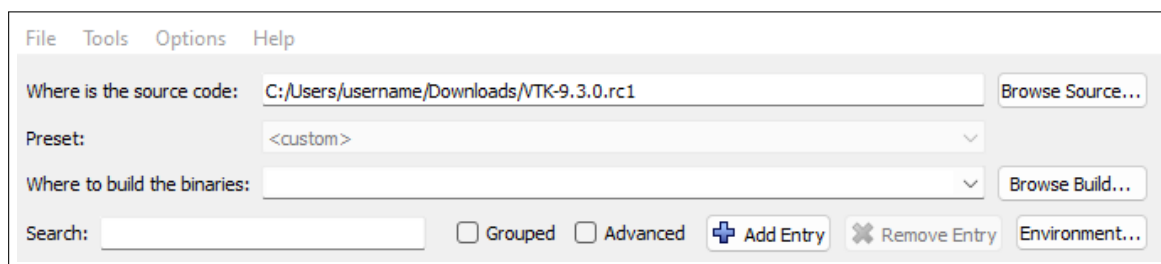 File Tools Options Help
Where is the source code: C:/Users/username/Downloads/VTK-9.3.0.rc1 Browse Source...
Preset: <custom>
Where to build the binaries: Browse Build...
Search: Grouped Advanced Add Entry Remove Entry Environment...